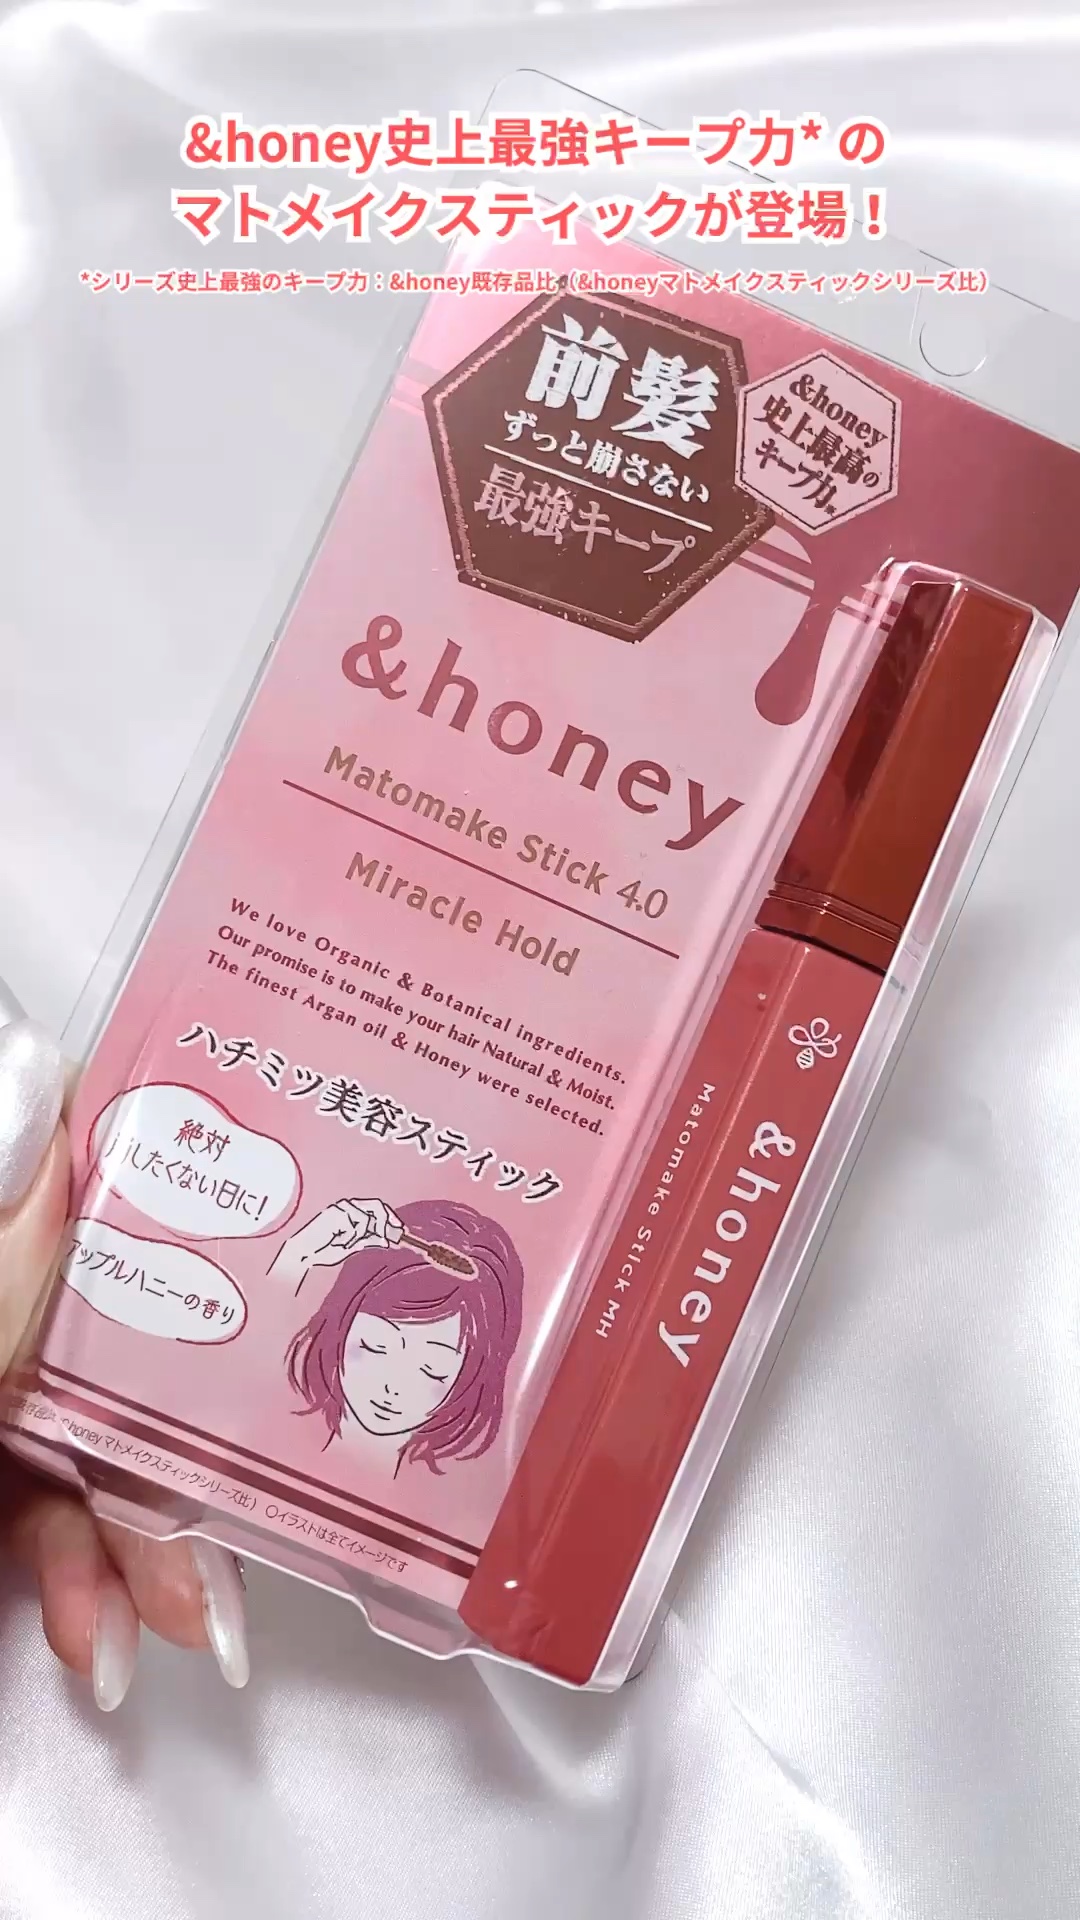 &honey史上最強キープ力* の
マトメイクスティックが登場！
*シリーズ史上最強のキープ力：&honey既存品比（&honeyマトメイクスティックシリーズ比）
前髪
ずっと崩さない
最強キープ
&honey
史上最高の
キープ力※
&honey
Matomake Stick 4.0
Miracle Hold
We love Organic & Botanical ingredients.
Our promise is to make your hair Natural & Moist.
The finest Argan oil & Honey were selected.
ハチミツ美容スティック
絶対
したくない日に!
アップルハニーの香り
&honey
Matomake Stick MH
&honeyマトメイクスティックシリーズ比） 〇イラストは全てイメージです